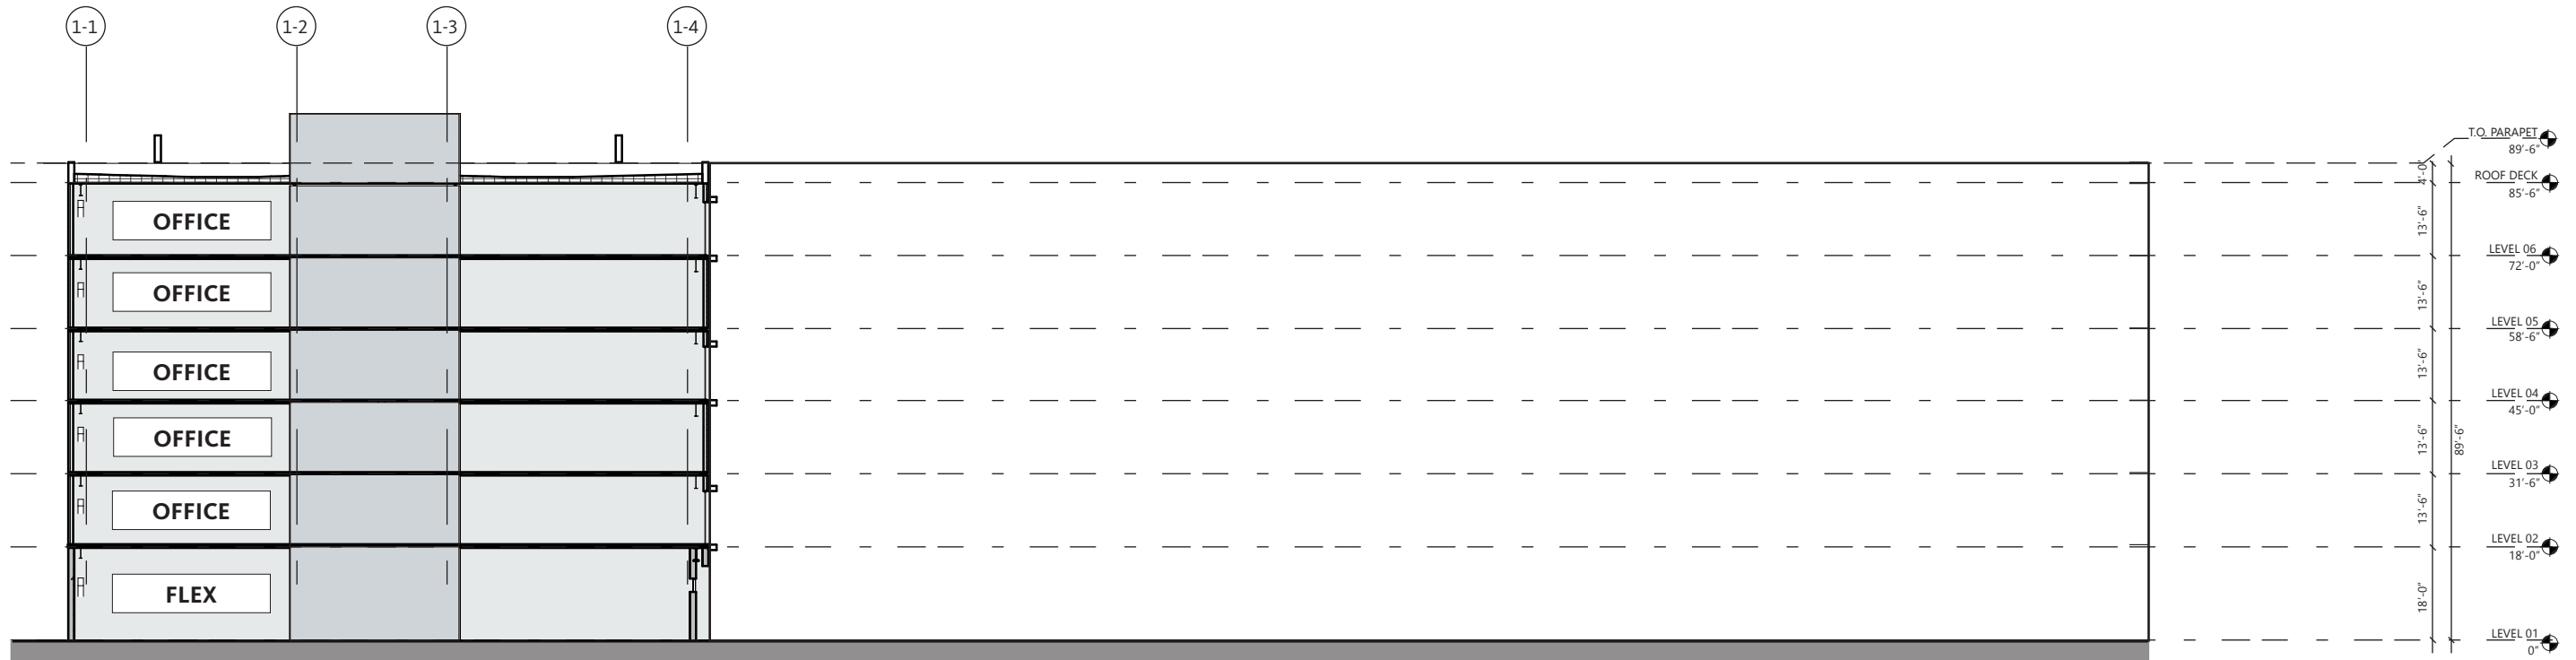 1-1
1-2
1-3
1-4
T.O. PARAPET
89'-6"
4'-0"
ROOF DECK
85'-6"
OFFICE
13'-6"
LEVEL 06
72'-0"
OFFICE
13'-6"
LEVEL 05
58'-6"
OFFICE
13'-6"
LEVEL 04
45'-0"
OFFICE
13'-6"
89'-6"
LEVEL 03
31'-6"
OFFICE
13'-6"
LEVEL 02
18'-0"
FLEX
18'-0"
LEVEL 01
0"